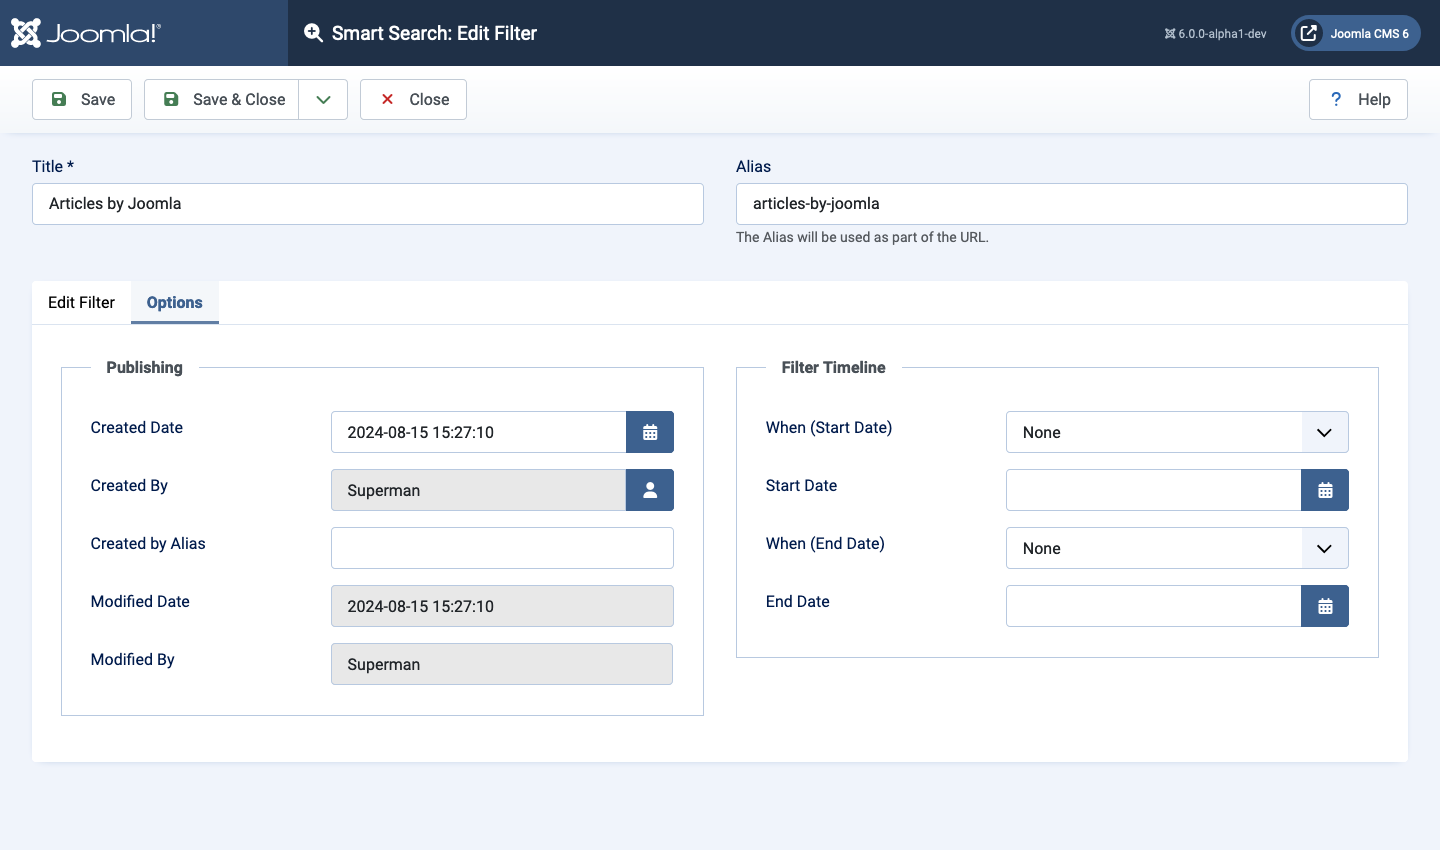 Joomla!® Smart Search: Edit Filter 6.0.0-alpha1-dev Joomla CMS 6
Save Save & Close Close ? Help
Title * Alias
Articles by Joomla articles-by-joomla
The Alias will be used as part of the URL.
Edit Filter Options
Publishing
Created Date 2024-08-15 15:27:10
Created By Superman
Created by Alias
Modified Date 2024-08-15 15:27:10
Modified By Superman
Filter Timeline
When (Start Date) None
Start Date
When (End Date) None
End Date